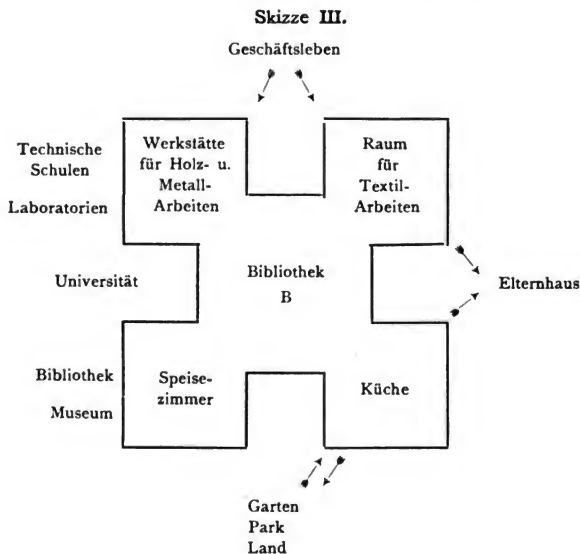 Skizze III.
Geschäftsleben
Technische
Schulen
Laboratorien
Werkstätte
für Holz- u.
Metall-
Arbeiten
Raum
für
Textil-
Arbeiten
Universität
Bibliothek
B
Elternhaus
Bibliothek
Museum
Speise-
zimmer
Küche
Garten
Park
Land